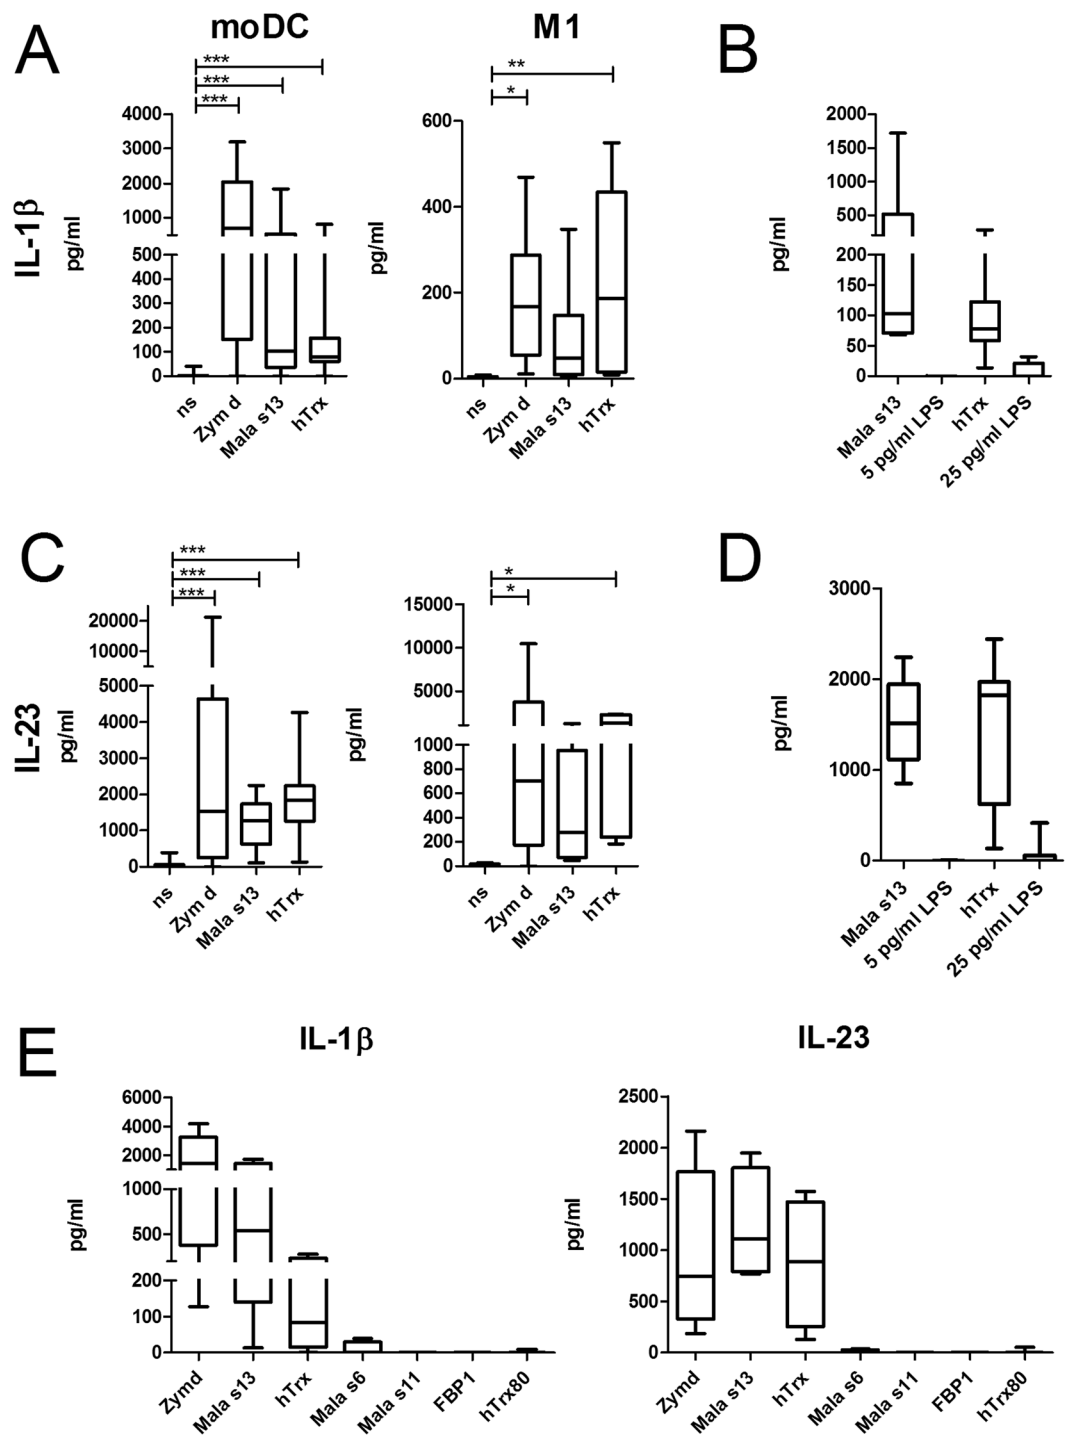 A
moDC
M1
B
IL-1β
pg/ml
***
***
***
4000
3000
2000
1000
500
400
300
200
100
0
ns
Zym d
Mala s13
hTrx
pg/ml
**
*
600
400
200
0
ns
Zym d
Mala s13
hTrx
pg/ml
2000
1500
1000
500
200
150
100
50
0
Mala s13
5 pg/ml LPS
hTrx
25 pg/ml LPS
C
D
IL-23
pg/ml
***
***
***
20000
10000
5000
4000
3000
2000
1000
0
ns
Zym d
Mala s13
hTrx
pg/ml
*
*
15000
10000
5000
1000
800
600
400
200
0
ns
Zym d
Mala s13
hTrx
pg/ml
3000
2000
1000
0
Mala s13
5 pg/ml LPS
hTrx
25 pg/ml LPS
E
IL-1β
IL-23
pg/ml
6000
4000
2000
1000
500
200
100
0
Zymd
Mala s13
hTrx
Mala s6
Mala s11
FBP1
hTrx80
pg/ml
2500
2000
1500
1000
500
0
Zymd
Mala s13
hTrx
Mala s6
Mala s11
FBP1
hTrx80